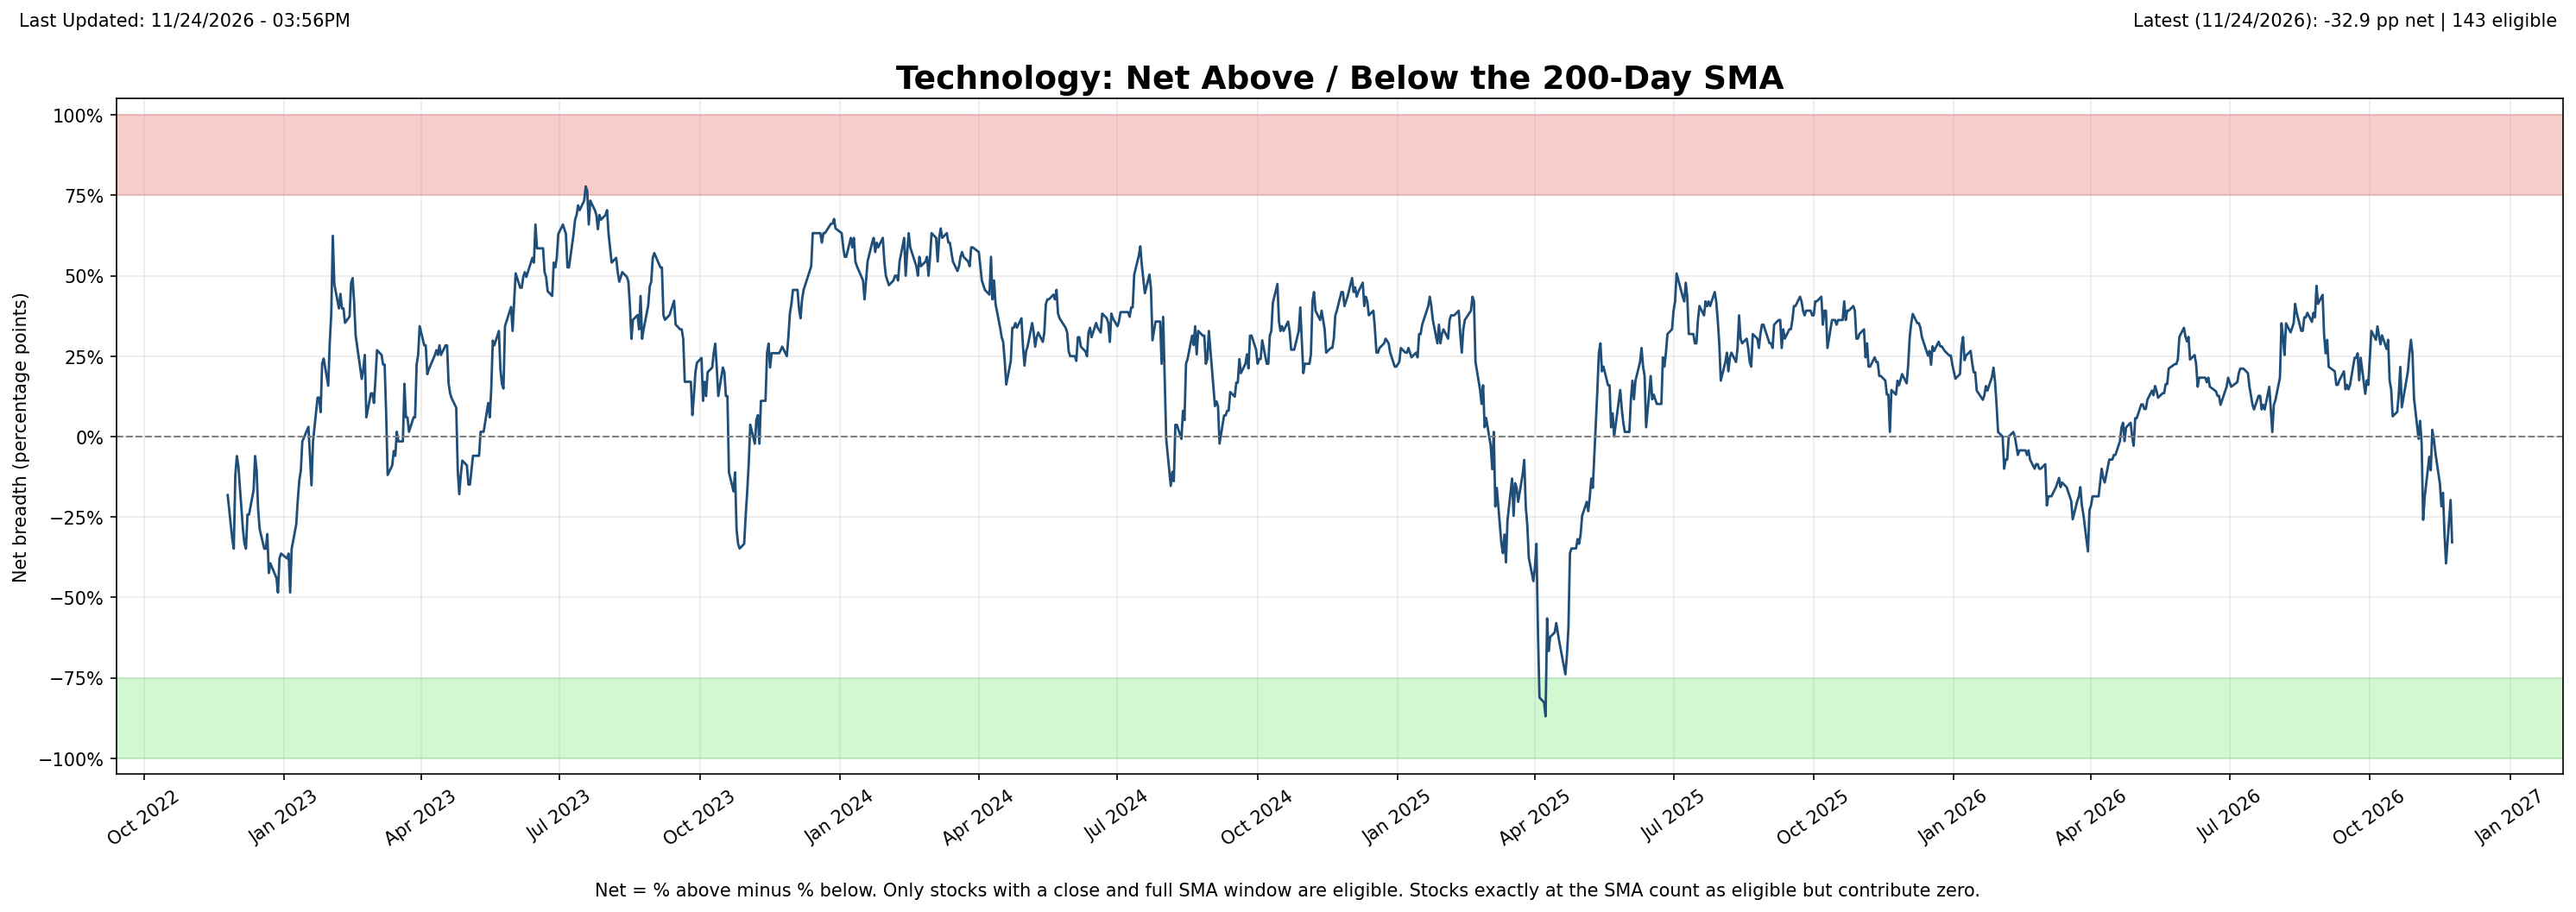 Last Updated: 11/24/2026 - 03:56PM
Latest (11/24/2026): -32.9 pp net | 143 eligible
Technology: Net Above / Below the 200-Day SMA
Net breadth (percentage points)
100%
75%
50%
25%
0%
−25%
−50%
−75%
−100%
Oct 2022
Jan 2023
Apr 2023
Jul 2023
Oct 2023
Jan 2024
Apr 2024
Jul 2024
Oct 2024
Jan 2025
Apr 2025
Jul 2025
Oct 2025
Jan 2026
Apr 2026
Jul 2026
Oct 2026
Jan 2027
Net = % above minus % below. Only stocks with a close and full SMA window are eligible. Stocks exactly at the SMA count as eligible but contribute zero.